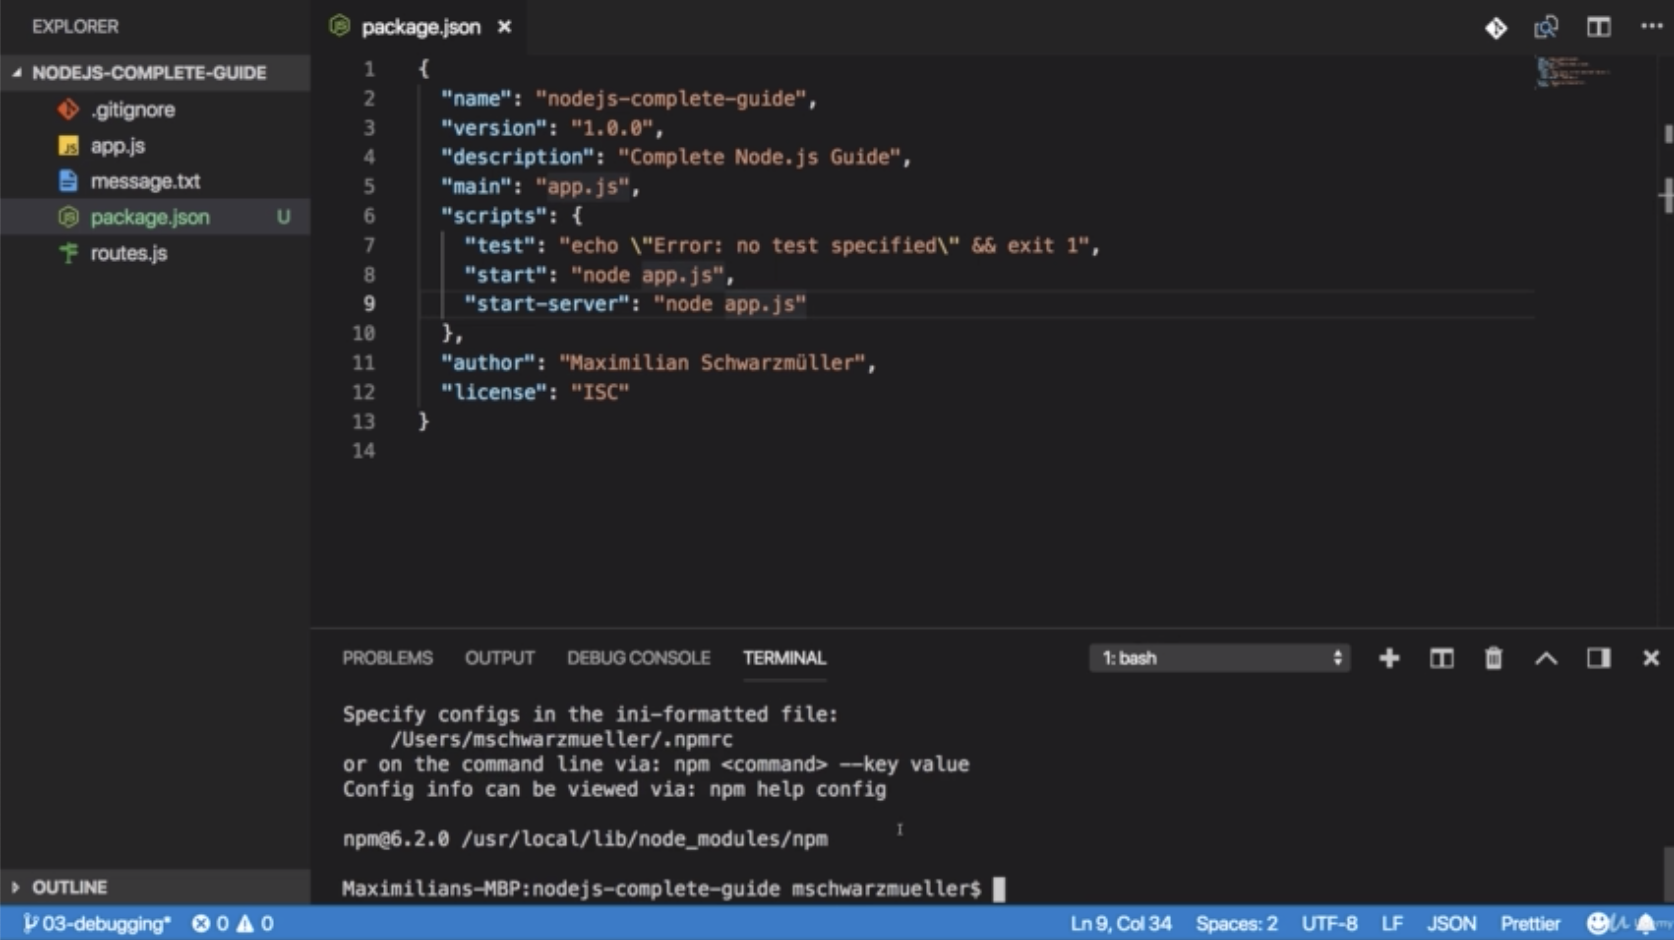 EXPLORER
NODEJS-COMPLETE-GUIDE
.gitignore
app.js
message.txt
package.json U
routes.js
OUTLINE
package.json
1 {
2 "name": "nodejs-complete-guide",
3 "version": "1.0.0",
4 "description": "Complete Node.js Guide",
5 "main": "app.js",
6 "scripts": {
7 "test": "echo \"Error: no test specified\" && exit 1",
8 "start": "node app.js",
9 "start-server": "node app.js"
10 },
11 "author": "Maximilian Schwarzmüller",
12 "license": "ISC"
13 }
14
PROBLEMS OUTPUT DEBUG CONSOLE TERMINAL 1: bash
Specify configs in the ini-formatted file:
/Users/mschwarzmueller/.npmrc
or on the command line via: npm <command> --key value
Config info can be viewed via: npm help config
npm@6.2.0 /usr/local/lib/node_modules/npm
Maximilians-MBP:nodejs-complete-guide mschwarzmueller$
03-debugging* 0 0 Ln 9, Col 34 Spaces: 2 UTF-8 LF JSON Prettier